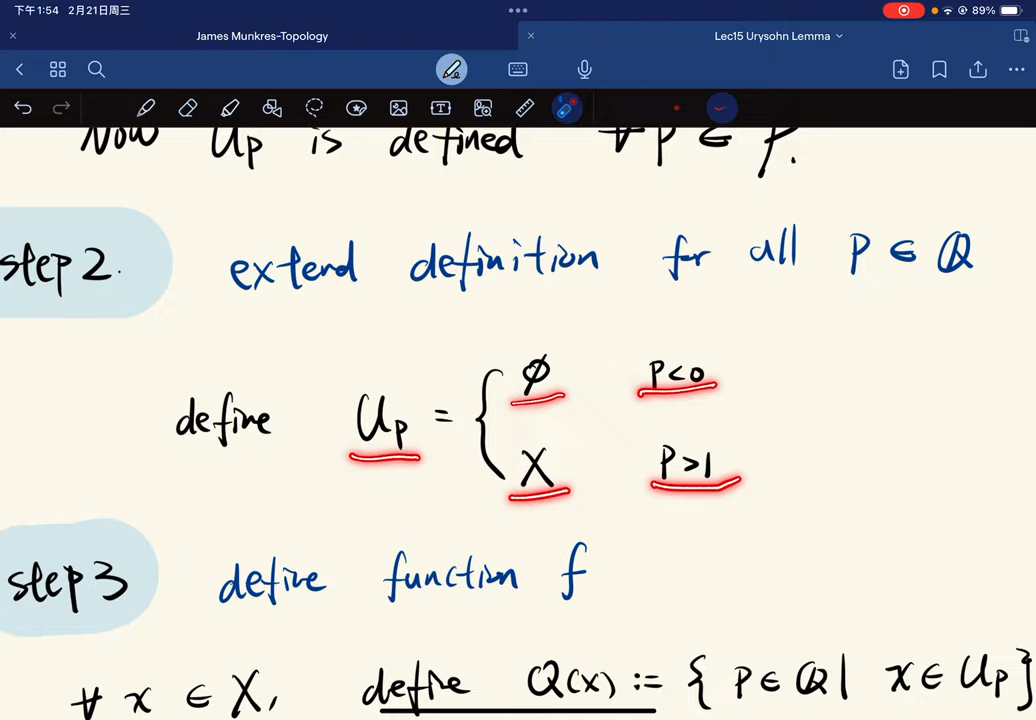 下午1:54 2月21日周三
89%
James Munkres-Topology
Lec15 Urysohn Lemma
Now Up is defined ∀ p ∈ P.
step 2. extend definition for all p ∈ Q
define Up = { ∅ P<0
X P>1
step 3 define function f
∀ x ∈ X, define Q(x) := { p ∈ Q | x ∈ Up }